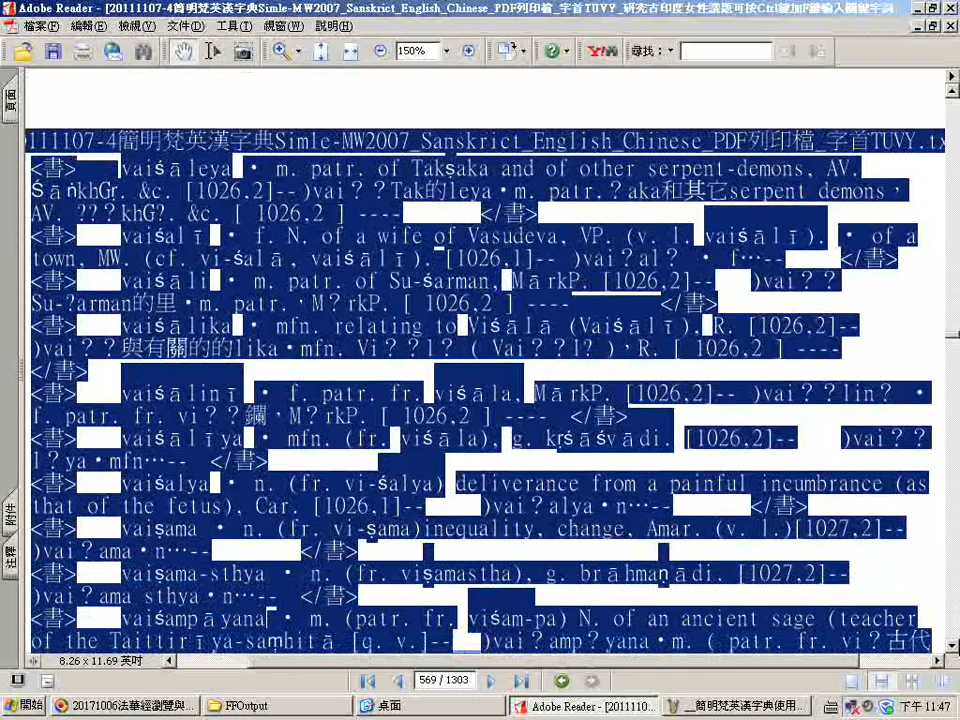 Adobe Reader - [20111107-4簡明梵英漢字典Simle-MW2007_Sanskrict_English_Chinese_PDF列印檔_字首TUVY_研究古印度女性議題可按Ctrl鍵加F鍵輸入關鍵字詞
檔案(F) 編輯(E) 檢視(V) 文件(D) 工具(T) 視窗(W) 說明(H)
150% 尋找:
頁面
附件
注釋
111107-4簡明梵英漢字典Simle-MW2007_Sanskrict_English_Chinese_PDF列印檔_字首TUVY.tx
<書> vaiśāleya • m. patr. of Takṣaka and of other serpent-demons, AV.
ŚāṅkhGṛ. &c. [1026,2]--)vai??Tak的leya•m. patr.?aka和其它serpent demons,
AV. ???khG?. &c. [ 1026,2 ] ---- </書>
<書> vaiśalī • f. N. of a wife of Vasudeva, VP. (v. l. vaiśālī). • of a
town, MW. (cf. vi-śalā, vaiśālī). [1026,1]-- )vai?al? • f…-- </書>
<書> vaiśāli • m. patr. of Su-śarman, MārkP. [1026,2]-- )vai??
Su-?arman的里•m. patr.,M?rkP. [ 1026,2 ] ---- </書>
<書> vaiśālika • mfn. relating to Viśālā (Vaiśālī), R. [1026,2]--
)vai??與有關的的lika•mfn. Vi??l? ( Vai??l? ),R. [ 1026,2 ] ----
</書>
<書> vaiśālinī • f. patr. fr. viśāla, MārkP. [1026,2]-- )vai??lin? •
f. patr. fr. vi??鑭,M?rkP. [ 1026,2 ] ---- </書>
<書> vaiśālīya • mfn. (fr. viśāla), g. kṛśāśvādi. [1026,2]-- )vai??
l?ya•mfn…-- </書>
<書> vaiśalya • n. (fr. vi-śalya) deliverance from a painful incumbrance (as
that of the fetus), Car. [1026,1]-- )vai?alya•n…-- </書>
<書> vaiṣama • n. (fr. vi-ṣama)inequality, change, Amar. (v. l.)[1027,2]--
)vai?ama•n…-- </書>
<書> vaiṣama-sthya • n. (fr. viṣamastha), g. brāhmaṇādi. [1027,2]--
)vai?ama sthya•n…-- </書>
<書> vaiśampāyana • m. (patr. fr. viśam-pa) N. of an ancient sage (teacher
of the Taittirīya-saṃhitā [q. v.]-- )vai?amp?yana•m. ( patr. fr. vi?古代
8.26 x 11.69 英吋
569 / 1303
開始 20171006法華經瀏覽與... FFOutput 桌面 Adobe Reader - [2011110... __簡明梵英漢字典使用... 下午 11:47